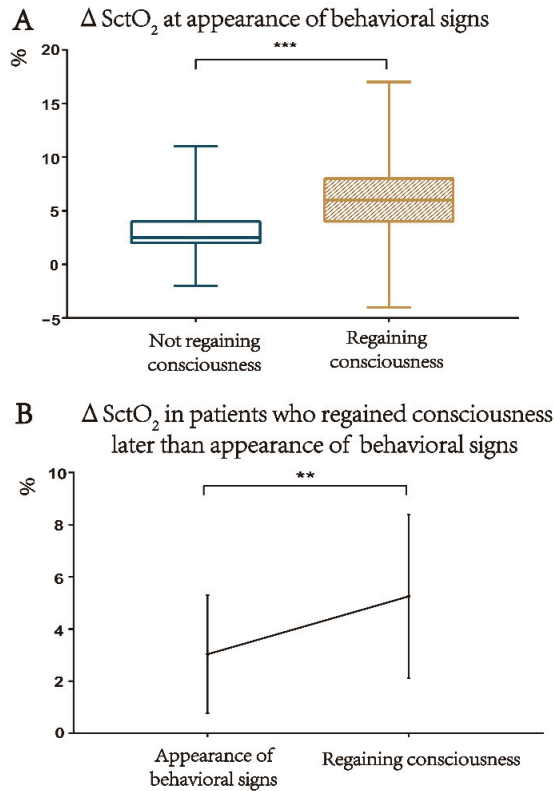 A
Δ SctO₂ at appearance of behavioral signs
%
20
15
10
5
0
−5
***
Not regaining
consciousness
Regaining
consciousness
B
Δ SctO₂ in patients who regained consciousness
later than appearance of behavioral signs
%
10
8
6
4
2
0
**
Appearance of
behavioral signs
Regaining consciousness